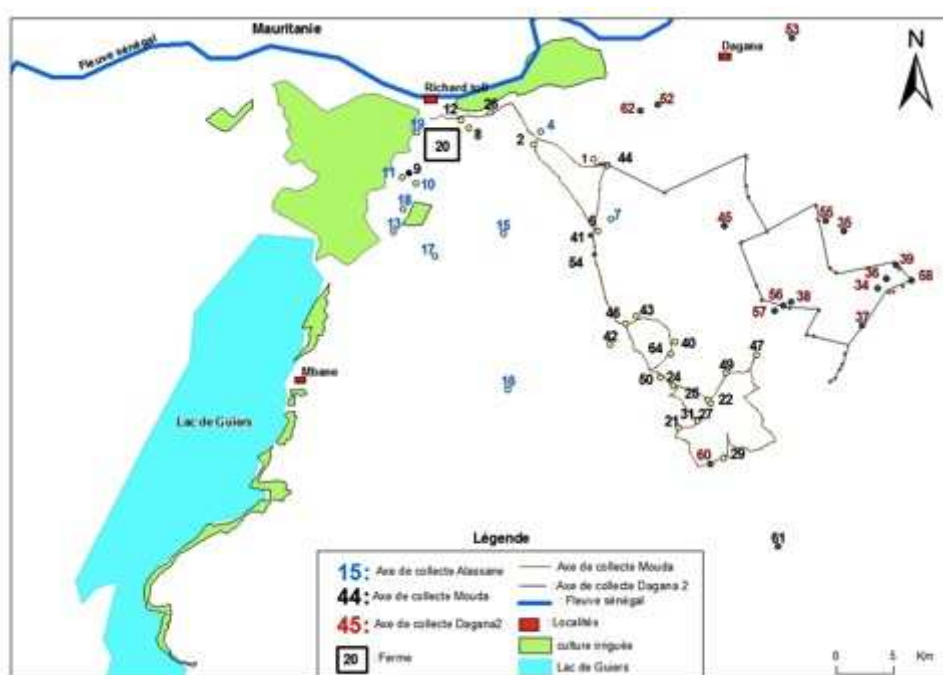 Mauritanie
Fleuve sénégal
53
Dagana
N
Richard toll
52
62
12
26
19
8
4
20
2
1
44
9
11
10
18
7
13
15
6
45
55
35
41
17
54
39
36
58
34
56
38
57
37
46
43
42
40
64
47
Mbane
50
24
49
16
25
22
Lac de Guiers
31
27
21
60
29
61
Légende
15: Axe de collecte Alassane
Axe de collecte Mouda
44: Axe de collecte Mouda
Axe de collecte Dagana 2
Fleuve sénégal
45: Axe de collecte Dagana2
Localités
20
Ferme
culture irriguée
Lac de Guiers
0 5 Km